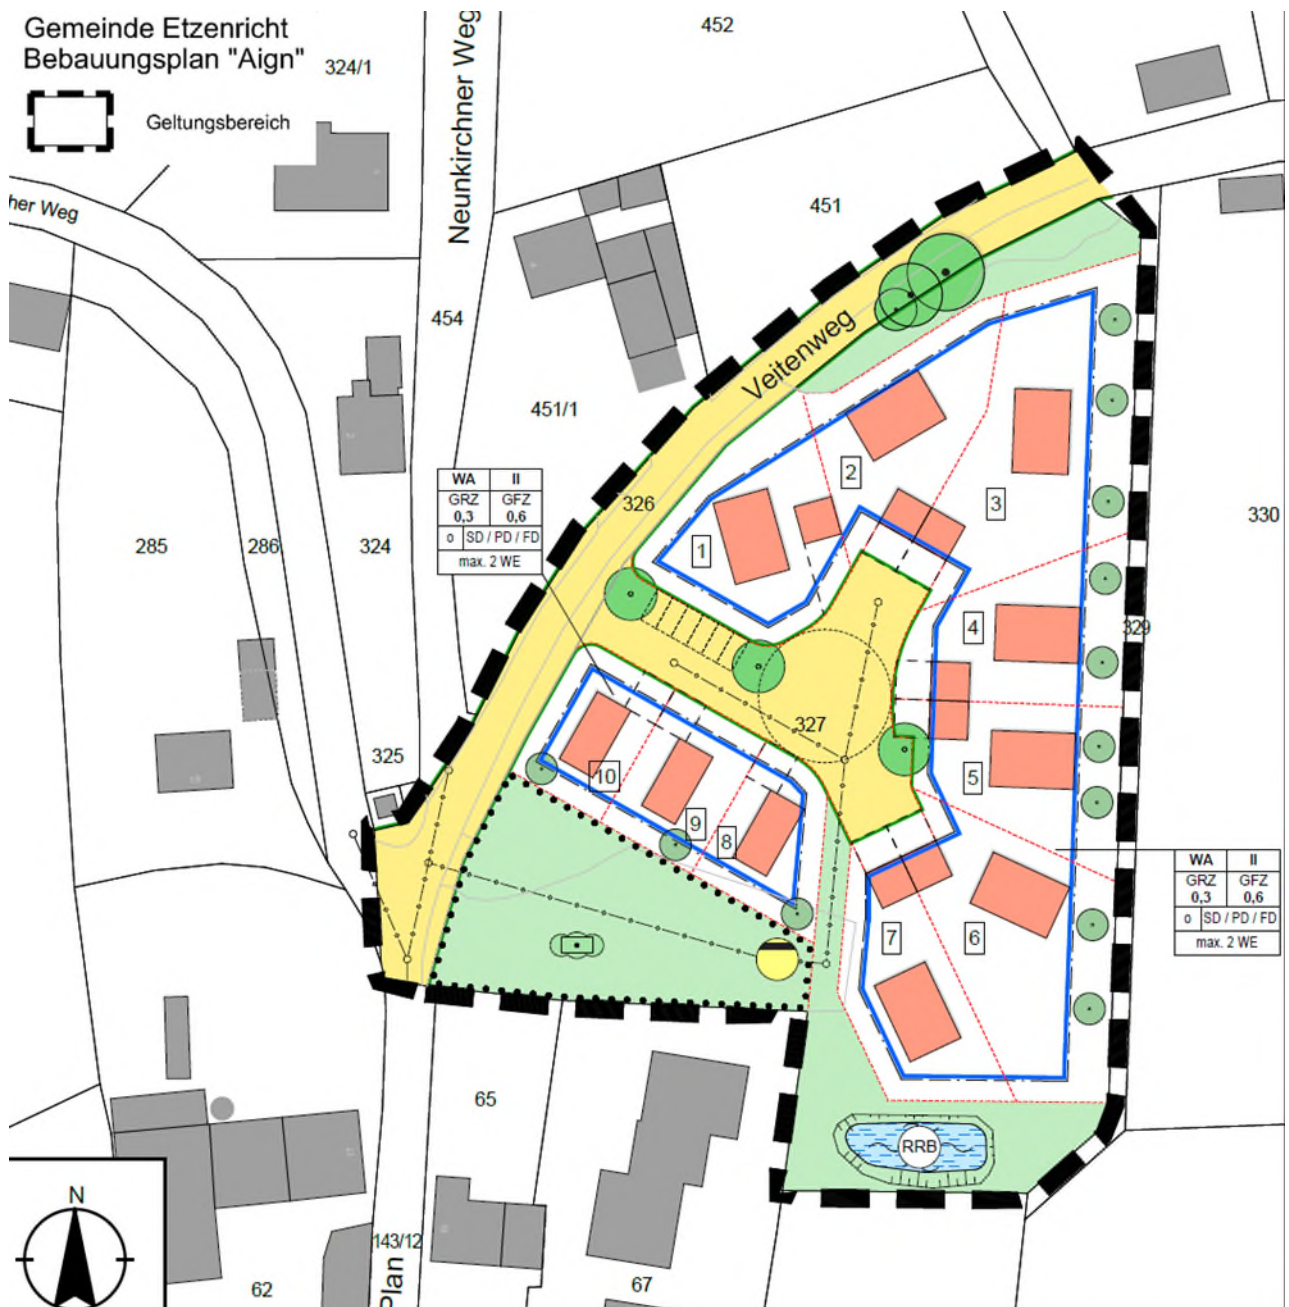 Gemeinde Etzenricht
Bebauungsplan "Aign"
Geltungsbereich
324/1
Neunkirchner Weg
452
her Weg
451
454
Veitenweg
451/1
WA II
GRZ GFZ
0,3 0,6
o SD / PD / FD
max. 2 WE
326
285
286
324
330
1
2
3
4
329
327
325
10
9
8
5
7
6
WA II
GRZ GFZ
0,3 0,6
o SD / PD / FD
max. 2 WE
65
RRB
N
143/12
Plan
62
67